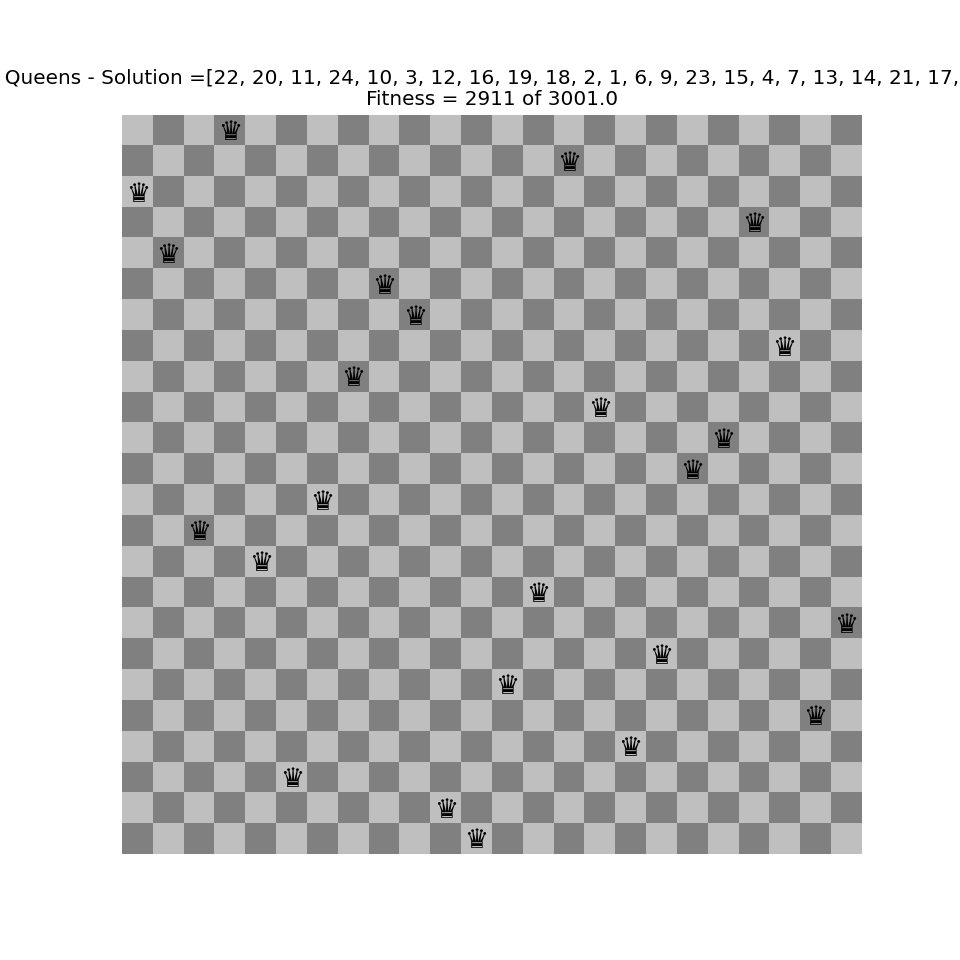 Queens - Solution =[22, 20, 11, 24, 10, 3, 12, 16, 19, 18, 2, 1, 6, 9, 23, 15, 4, 7, 13, 14, 21, 17,
Fitness = 2911 of 3001.0